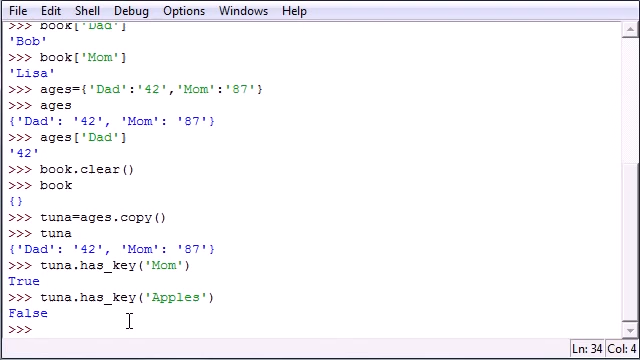 File Edit Shell Debug Options Windows Help
>>> book['Dad']
'Bob'
>>> book['Mom']
'Lisa'
>>> ages={'Dad':'42','Mom':'87'}
>>> ages
{'Dad': '42', 'Mom': '87'}
>>> ages['Dad']
'42'
>>> book.clear()
>>> book
{}
>>> tuna=ages.copy()
>>> tuna
{'Dad': '42', 'Mom': '87'}
>>> tuna.has_key('Mom')
True
>>> tuna.has_key('Apples')
False
>>>
Ln: 34 Col: 4